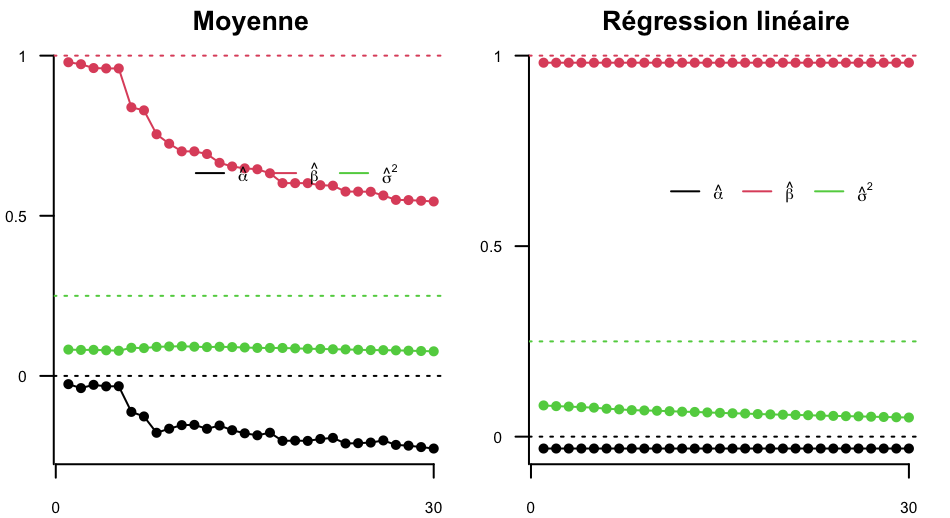 Moyenne
1
0.5
0
0 30
α̂ β̂ σ̂²
Régression linéaire
1
0.5
0
0 30
α̂ β̂ σ̂²